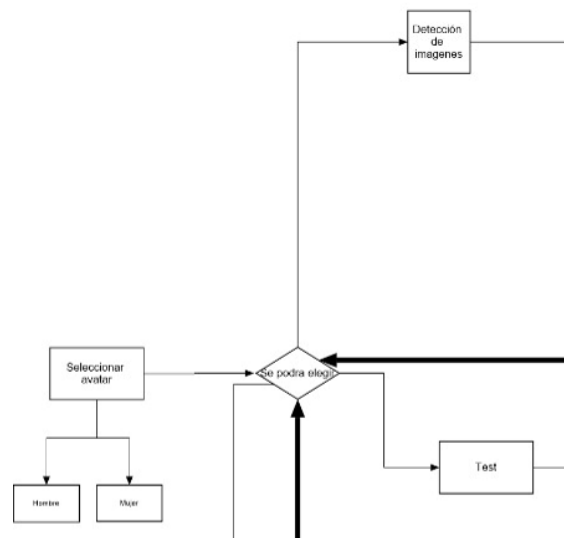 Detección
de
imagenes
Seleccionar
avatar
Se podra elegir
Test
Hombre
Mujer